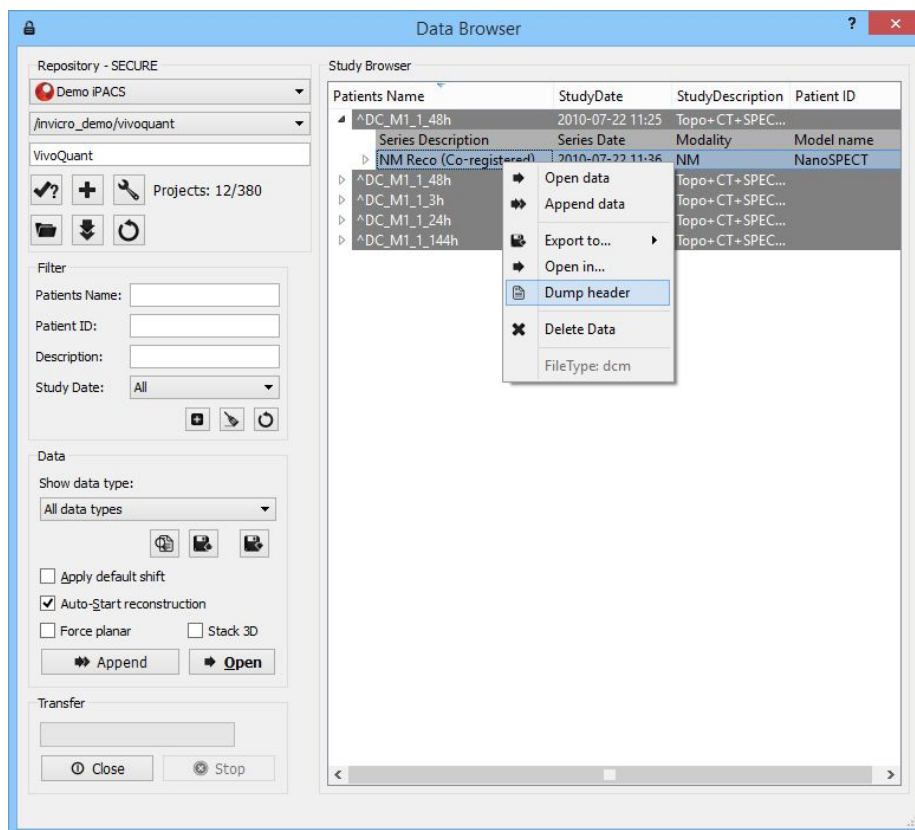 Data Browser
?
Repository - SECURE
Demo iPACS
/invicro_demo/vivoquant
VivoQuant
Projects: 12/380
Filter
Patients Name:
Patient ID:
Description:
Study Date: All
Data
Show data type:
All data types
Apply default shift
Auto-Start reconstruction
Force planar Stack 3D
Append Open
Transfer
Close Stop
Study Browser
Patients Name StudyDate StudyDescription Patient ID
^DC_M1_1_48h 2010-07-22 11:25 Topo+CT+SPEC...
Series Description Series Date Modality Model name
NM Reco (Co-registered) 2010-07-22 11:36 NM NanoSPECT
^DC_M1_1_48h Topo+CT+SPEC...
^DC_M1_1_3h Topo+CT+SPEC...
^DC_M1_1_24h Topo+CT+SPEC...
^DC_M1_1_144h Topo+CT+SPEC...
Open data
Append data
Export to...
Open in...
Dump header
Delete Data
FileType: dcm